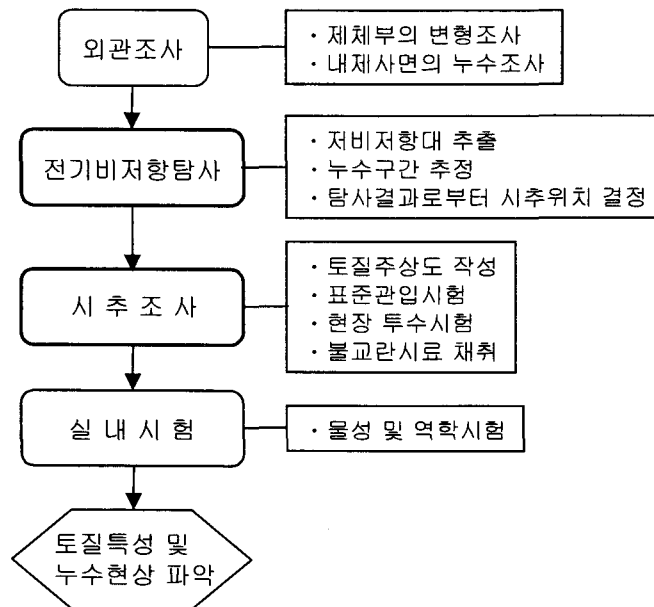 외관조사
· 제체부의 변형조사
· 내제사면의 누수조사
전기비저항탐사
· 저비저항대 추출
· 누수구간 추정
· 탐사결과로부터 시추위치 결정
시 추 조 사
· 토질주상도 작성
· 표준관입시험
· 현장 투수시험
· 불교란시료 채취
실 내 시 험
· 물성 및 역학시험
토질특성 및
누수현상 파악